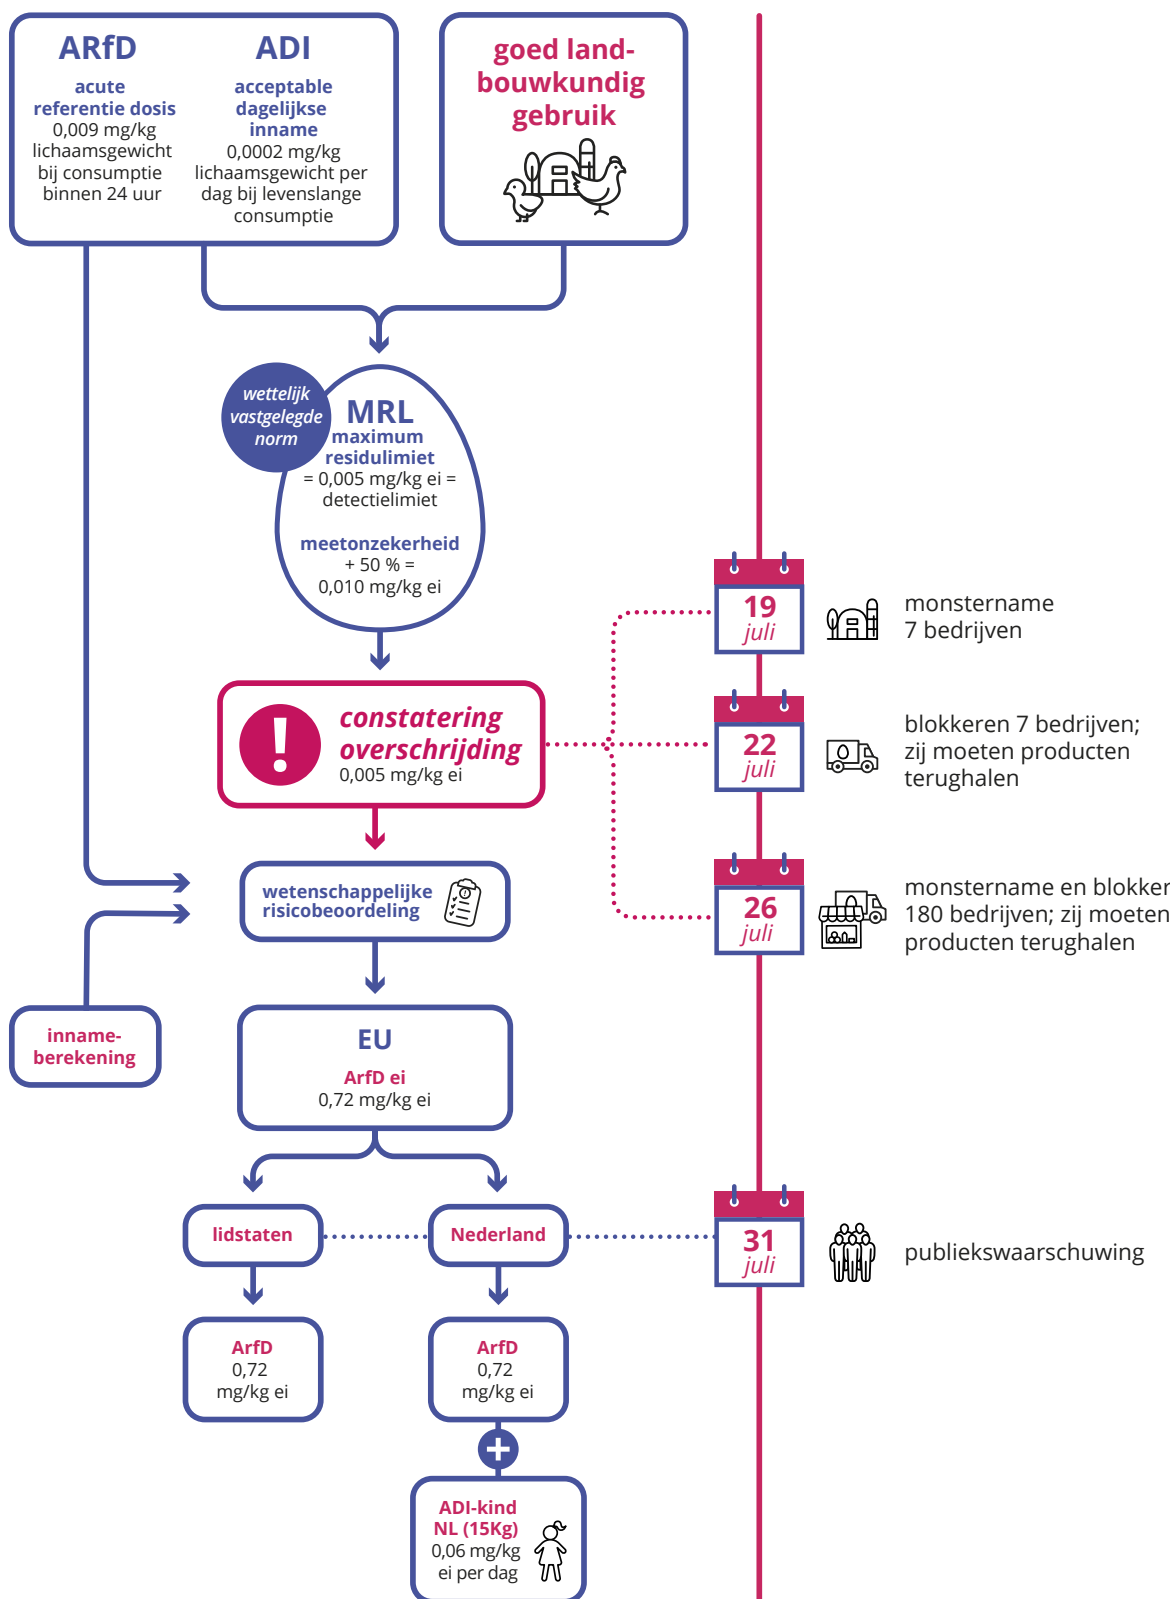 ARfD
acute
referentie dosis
0,009 mg/kg
lichaamsgewicht
bij consumptie
binnen 24 uur
ADI
acceptable
dagelijkse
inname
0,0002 mg/kg
lichaamsgewicht per
dag bij levenslange
consumptie
goed land-
bouwkundig
gebruik
wettelijk
vastgelegde
norm
MRL
maximum
residulimiet
= 0,005 mg/kg ei =
detectielimiet
meetonzekerheid
+ 50 % =
0,010 mg/kg ei
19
juli
monstername
7 bedrijven
!
constatering
overschrijding
0,005 mg/kg ei
22
juli
blokkeren 7 bedrijven;
zij moeten producten
terughalen
wetenschappelijke
risicobeoordeling
26
juli
monstername en blokker
180 bedrijven; zij moeten
producten terughalen
inname-
berekening
EU
ArfD ei
0,72 mg/kg ei
lidstaten
Nederland
31
juli
publiekswaarschuwing
ArfD
0,72
mg/kg ei
ArfD
0,72
mg/kg ei
+
ADI-kind
NL (15Kg)
0,06 mg/kg
ei per dag